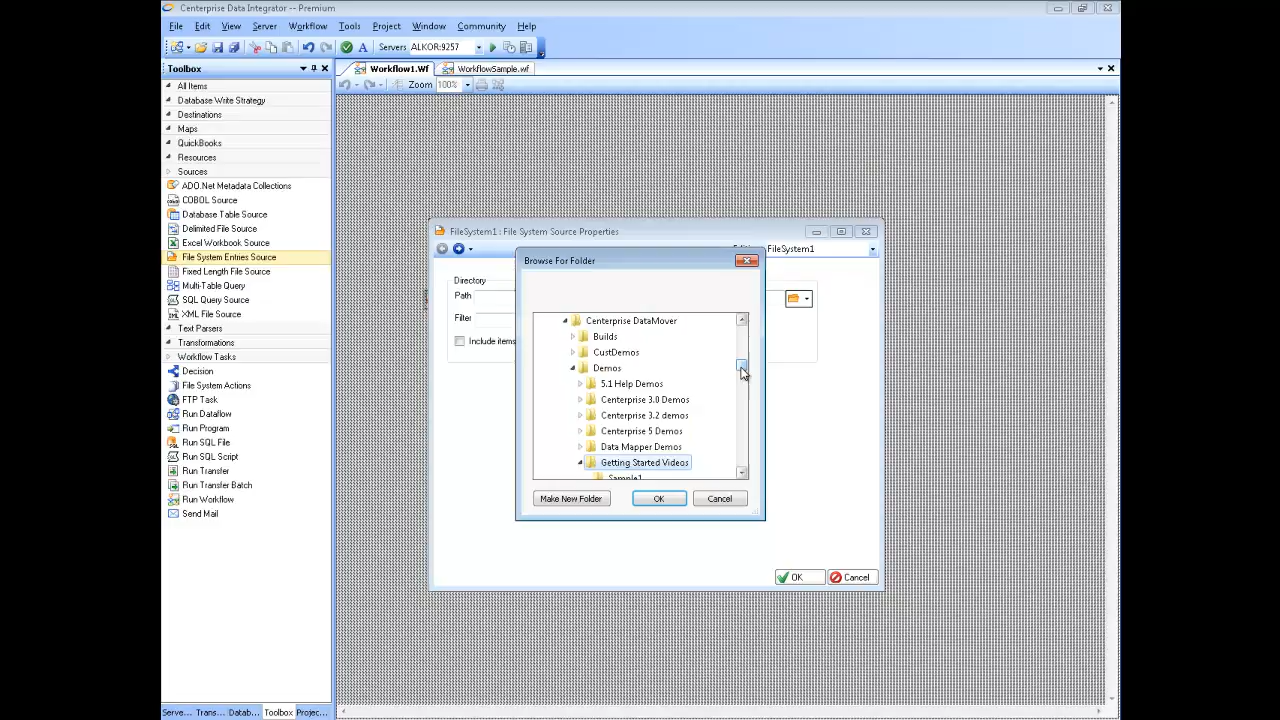 Centerprise Data Integrator -- Premium
File Edit View Server Workflow Tools Project Window Community Help
Servers ALKOR:9257
Toolbox
Workflow1.Wf WorkflowSample.wf
Zoom 100%
All Items
Database Write Strategy
Destinations
Maps
QuickBooks
Resources
Sources
ADO.Net Metadata Collections
COBOL Source
Database Table Source
Delimited File Source
Excel Workbook Source
File System Entries Source
Fixed Length File Source
Multi-Table Query
SQL Query Source
XML File Source
Text Parsers
Transformations
Workflow Tasks
Decision
File System Actions
FTP Task
Run Dataflow
Run Program
Run SQL File
Run SQL Script
Run Transfer
Run Transfer Batch
Run Workflow
Send Mail
Serve... Trans... Datab... Toolbox Projec...
FileSystem1 : File System Source Properties
FileSystem1
Directory
Path
Filter
Include items
OK Cancel
Browse For Folder
Centerprise DataMover
Builds
CustDemos
Demos
5.1 Help Demos
Centerprise 3.0 Demos
Centerprise 3.2 demos
Centerprise 5 Demos
Data Mapper Demos
Getting Started Videos
Sample1
Make New Folder OK Cancel